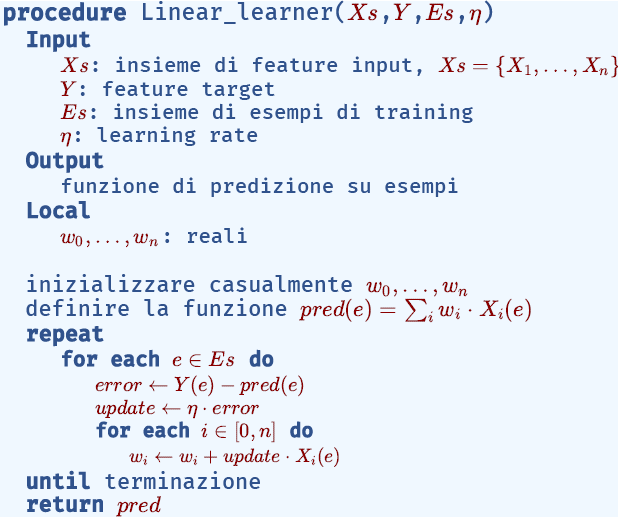 procedure Linear_learner(Xs,Y,Es,η)
Input
Xs: insieme di feature input, Xs = {X₁,...,Xₙ}
Y: feature target
Es: insieme di esempi di training
η: learning rate
Output
funzione di predizione su esempi
Local
w₀,...,wₙ: reali
inizializzare casualmente w₀,...,wₙ
definire la funzione pred(e) = ∑ᵢ wᵢ · Xᵢ(e)
repeat
for each e ∈ Es do
error ← Y(e) − pred(e)
update ← η · error
for each i ∈ [0,n] do
wᵢ ← wᵢ + update · Xᵢ(e)
until terminazione
return pred